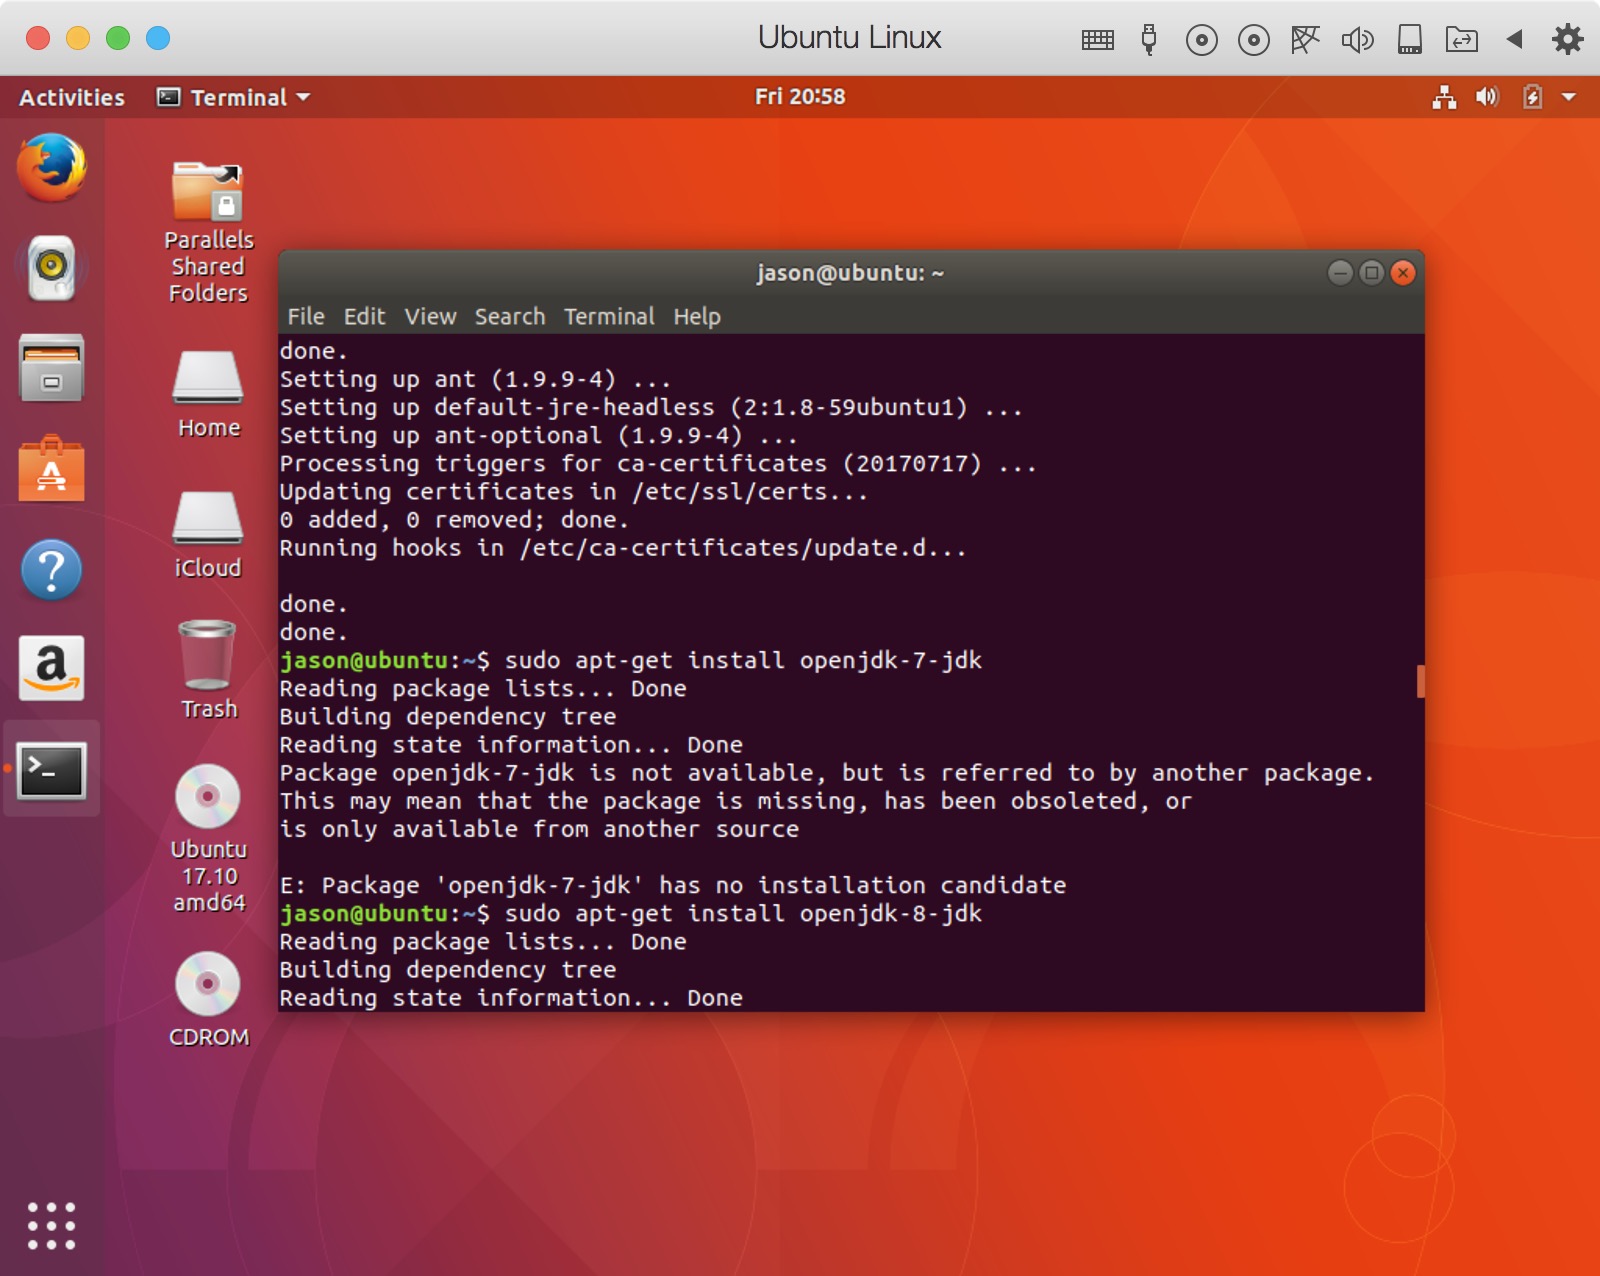 Ubuntu Linux
Activities
Terminal
Fri 20:58
Parallels
Shared
Folders
Home
iCloud
Trash
Ubuntu
17.10
amd64
CDROM
jason@ubuntu: ~
File Edit View Search Terminal Help
done.
Setting up ant (1.9.9-4) ...
Setting up default-jre-headless (2:1.8-59ubuntu1) ...
Setting up ant-optional (1.9.9-4) ...
Processing triggers for ca-certificates (20170717) ...
Updating certificates in /etc/ssl/certs...
0 added, 0 removed; done.
Running hooks in /etc/ca-certificates/update.d...
done.
done.
jason@ubuntu:~$ sudo apt-get install openjdk-7-jdk
Reading package lists... Done
Building dependency tree
Reading state information... Done
Package openjdk-7-jdk is not available, but is referred to by another package.
This may mean that the package is missing, has been obsoleted, or
is only available from another source
E: Package 'openjdk-7-jdk' has no installation candidate
jason@ubuntu:~$ sudo apt-get install openjdk-8-jdk
Reading package lists... Done
Building dependency tree
Reading state information... Done